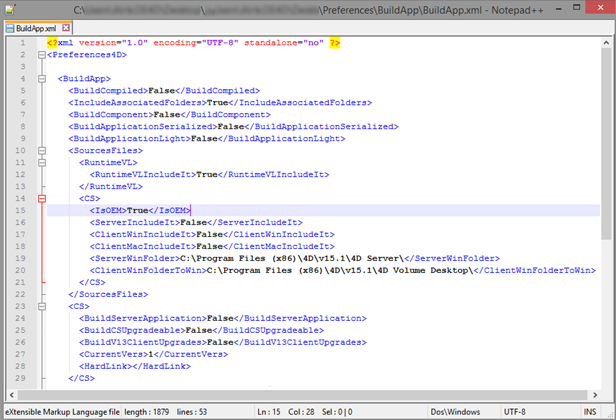 C:\ \Preferences\BuildApp\BuildApp.xml - Notepad++
BuildApp.xml
1 <?xml version="1.0" encoding="UTF-8" standalone="no" ?>
2 <Preferences4D>
3
4 <BuildApp>
5 <BuildCompiled>False</BuildCompiled>
6 <IncludeAssociatedFolders>True</IncludeAssociatedFolders>
7 <BuildComponent>False</BuildComponent>
8 <BuildApplicationSerialized>False</BuildApplicationSerialized>
9 <BuildApplicationLight>False</BuildApplicationLight>
10 <SourcesFiles>
11 <RuntimeVL>
12 <RuntimeVLIncludeIt>True</RuntimeVLIncludeIt>
13 </RuntimeVL>
14 <CS>
15 <IsOEM>True</IsOEM>
16 <ServerIncludeIt>False</ServerIncludeIt>
17 <ClientWinIncludeIt>False</ClientWinIncludeIt>
18 <ClientMacIncludeIt>False</ClientMacIncludeIt>
19 <ServerWinFolder>C:\Program Files (x86)\4D\v15.1\4D Server\</ServerWinFolder>
20 <ClientWinFolderToWin>C:\Program Files (x86)\4D\v15.1\4D Volume Desktop\</ClientWinFolderToWin>
21 </CS>
22 </SourcesFiles>
23 <CS>
24 <BuildServerApplication>False</BuildServerApplication>
25 <BuildCSUpgradeable>False</BuildCSUpgradeable>
26 <BuildV13ClientUpgrades>False</BuildV13ClientUpgrades>
27 <CurrentVers>1</CurrentVers>
28 <HardLink></HardLink>
29 </CS>
eXtensible Markup Language file length : 1879 lines : 53 Ln : 15 Col : 28 Sel : 0 | 0 Dos\Windows UTF-8 INS